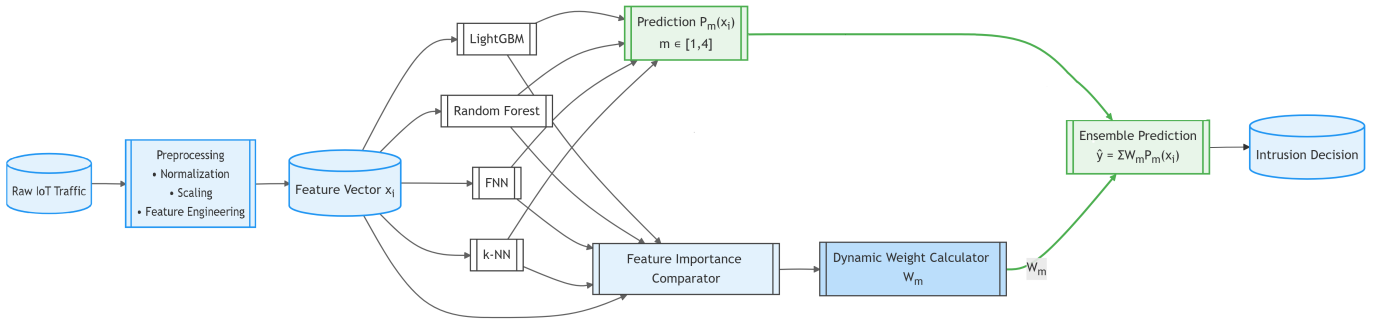 Raw IoT Traffic
Preprocessing
• Normalization
• Scaling
• Feature Engineering
Feature Vector xᵢ
LightGBM
Random Forest
FNN
k-NN
Prediction Pₘ(xᵢ)
m ∈ [1,4]
Feature Importance
Comparator
Dynamic Weight Calculator
Wₘ
Wₘ
Ensemble Prediction
ŷ = ΣWₘPₘ(xᵢ)
Intrusion Decision